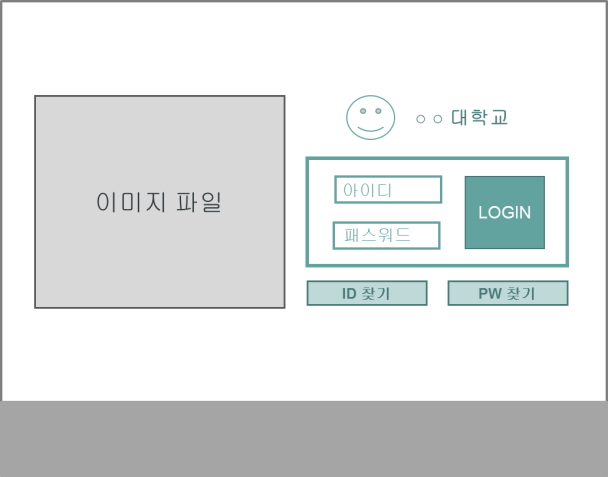 이미지 파일
○ ○ 대학교
아이디
LOGIN
패스워드
ID 찾기
PW 찾기